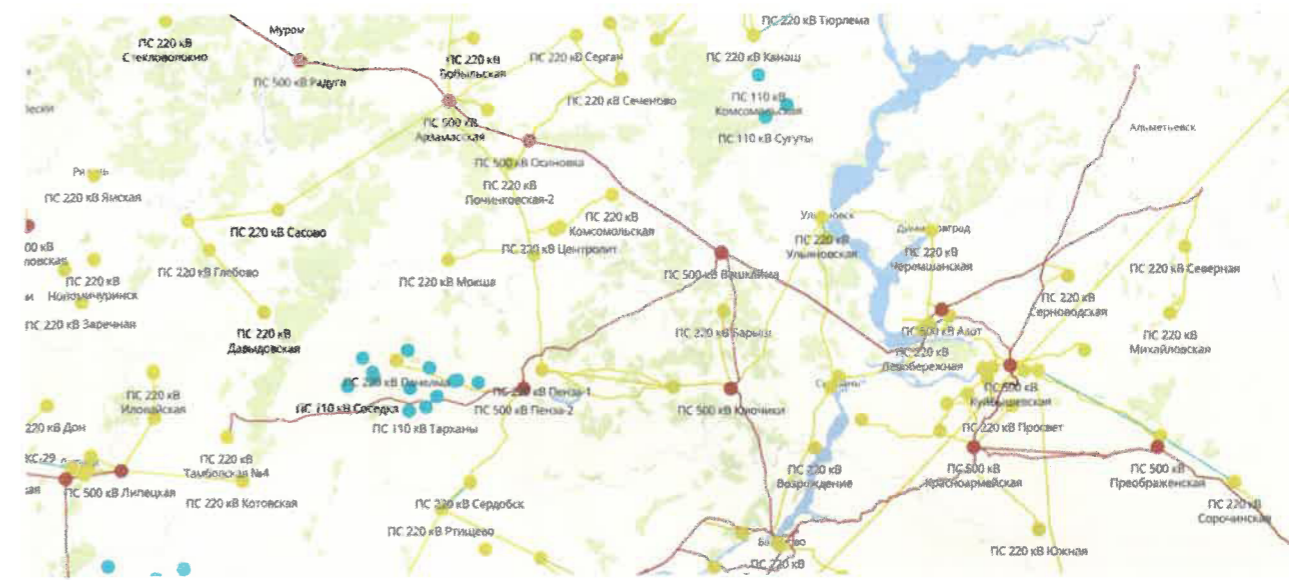 ПС 220 кВ Тюрлема
Муром
ПС 220 кВ
Стекловолокно
ПС 220 кВ
Бобыльская
ПС 220 кВ Сергач
ПС 220 кВ Канаш
ПС 500 кВ Радуга
ПС 220 кВ Сеченово
ПС 110 кВ
Комсомольская
ПС 500 кВ
Арзамасская
Альметьевск
ПС 110 кВ Сугуты
ПС 500 кВ Осиновка
ПС 220 кВ Ямская
ПС 220 кВ
Починковская-2
ПС 220 кВ
Комсомольская
ПС 220 кВ Сасово
ПС 220 кВ
Ульяновская
ПС 220 кВ Центролит
ПС 220 кВ
Черемшанская
ПС 220 кВ Глебово
ПС 500 кВ Вешкайма
ПС 220 кВ Северная
ПС 220 кВ
Новомичуринск
ПС 220 кВ Мокша
ПС 220 кВ
Серноводская
ПС 220 кВ Заречная
ПС 220 кВ
Давыдовская
ПС 220 кВ Барыш
ПС 500 кВ Азот
ПС 220 кВ
Михайловская
ПС 220 кВ
Левобережная
ПС 220 кВ Пачелма
ПС 220 кВ Пенза-1
ПС 500 кВ
Куйбышевская
ПС 220 кВ
Иловайская
ПС 110 кВ Соседка
ПС 500 кВ Пенза-2
ПС 500 кВ Ключики
220 кВ Дон
ПС 110 кВ Тарханы
ПС 220 кВ Просвет
ПС 220 кВ
Тамбовская №4
ПС 220 кВ
Возрождение
ПС 500 кВ
Красноармейская
ПС 500 кВ
Преображенская
ПС 500 кВ Липецкая
ПС 220 кВ Котовская
ПС 220 кВ Сердобск
ПС 220 кВ
Сорочинская
ПС 220 кВ Ртищево
ПС 220 кВ Южная
ПС 220 кВ